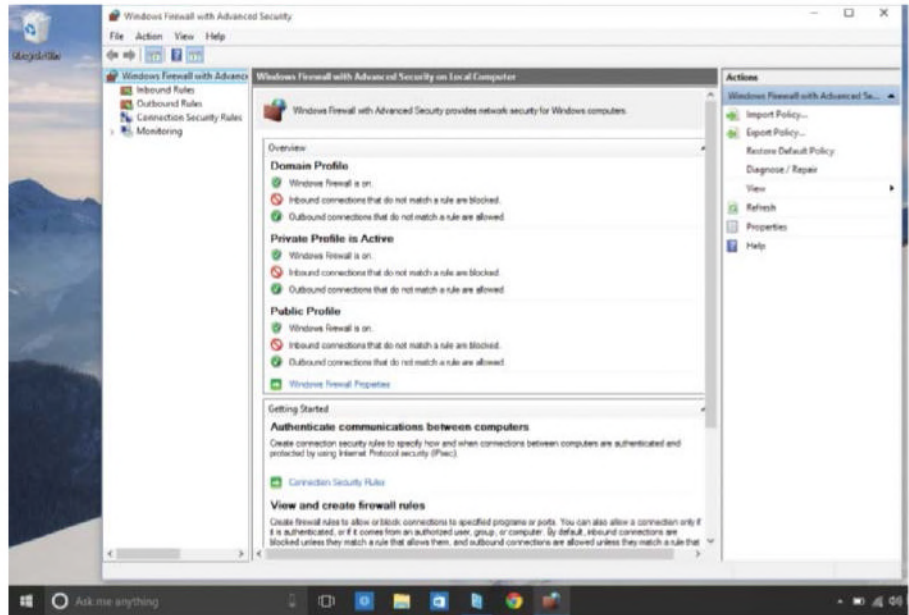 Windows Firewall with Advanced Security
File Action View Help
Windows Firewall with Advance
Inbound Rules
Outbound Rules
Connection Security Rules
Monitoring
Windows Firewall with Advanced Security on Local Computer
Windows Firewall with Advanced Security provides network security for Windows computers.
Overview
Domain Profile
Windows Firewall is on.
Inbound connections that do not match a rule are blocked.
Outbound connections that do not match a rule are allowed.
Private Profile is Active
Windows Firewall is on.
Inbound connections that do not match a rule are blocked.
Outbound connections that do not match a rule are allowed.
Public Profile
Windows Firewall is on.
Inbound connections that do not match a rule are blocked.
Outbound connections that do not match a rule are allowed.
Windows Firewall Properties
Getting Started
Authenticate communications between computers
Create connection security rules to specify how and when connections between computers are authenticated and
protected by using Internet Protocol security (IPsec).
Connection Security Rules
View and create firewall rules
Create firewall rules to allow or block connections to specified programs or ports. You can also allow a connection only if
it is authenticated, or if it comes from an authorized user, group, or computer. By default, inbound connections are
blocked unless they match a rule that allows them, and outbound connections are allowed unless they match a rule that
Actions
Windows Firewall with Advanced Se...
Import Policy...
Export Policy...
Restore Default Policy
Diagnose / Repair
View
Refresh
Properties
Help
Ask me anything